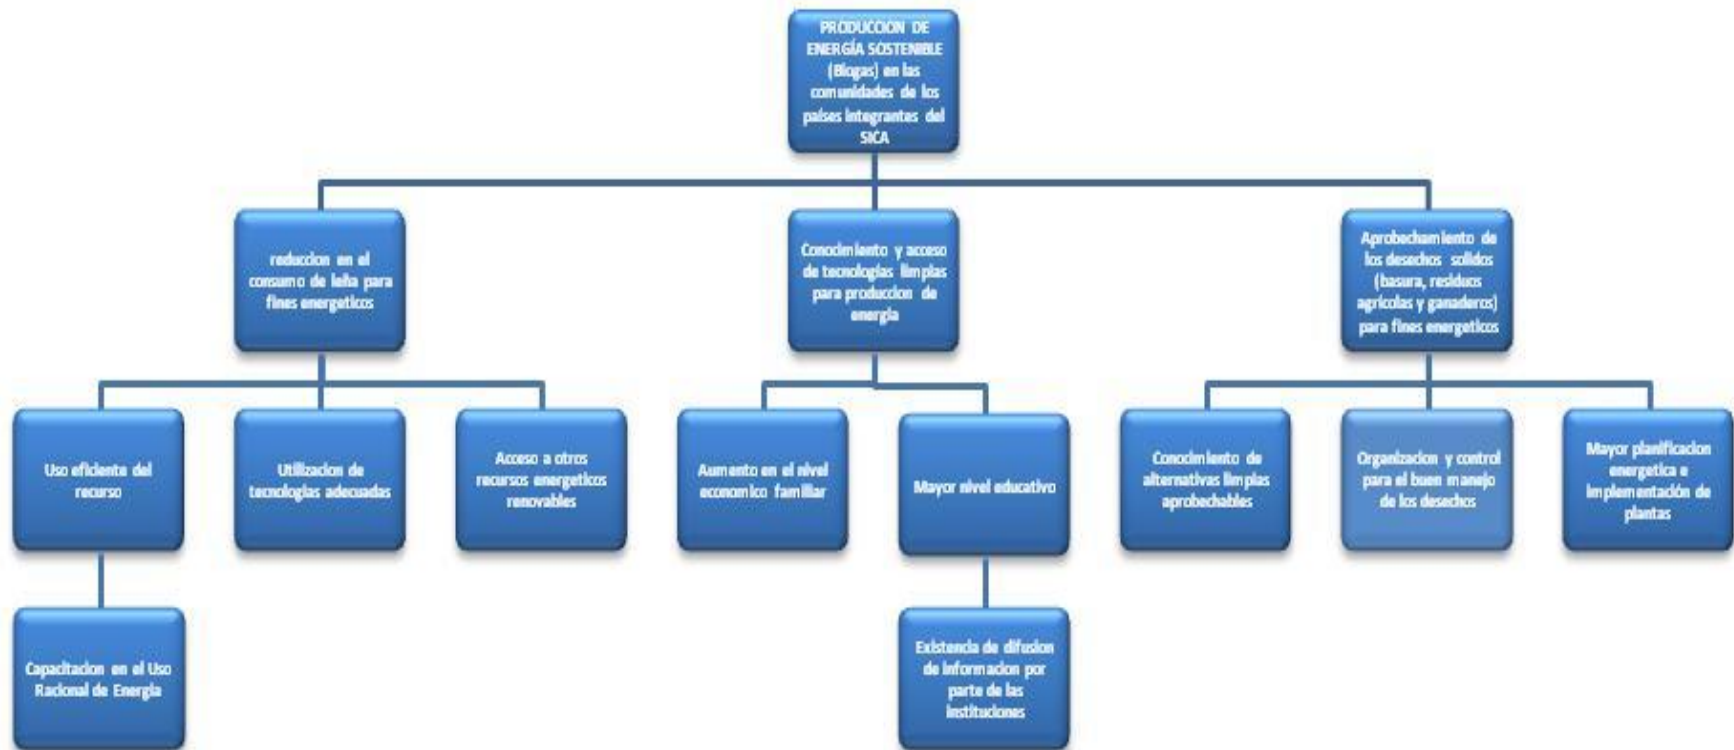 PRODUCCION DE
ENERGÍA SOSTENIBLE
(Biogas) en las
comunidades de los
países integrantes del
SICA
reduccion en el
consumo de leña para
fines energeticos
Conocimiento y acceso
de tecnologías limpias
para produccion de
energia
Aprobechamiento de
los desechos solidos
(basura, residuos
agrícolas y ganaderos)
para fines energeticos
Uso eficiente del
recurso
Utilizacion de
tecnologías adecuadas
Acceso a otros
recursos energeticos
renovables
Aumento en el nivel
economico familiar
Mayor nivel educativo
Conocimiento de
alternativas limpias
aprobechables
Organizacion y control
para el buen manejo
de los desechos
Mayor planificacion
energetica e
implementación de
plantas
Capacitacion en el Uso
Racional de Energia
Existencia de difusion
de informacion por
parte de las
instituciones